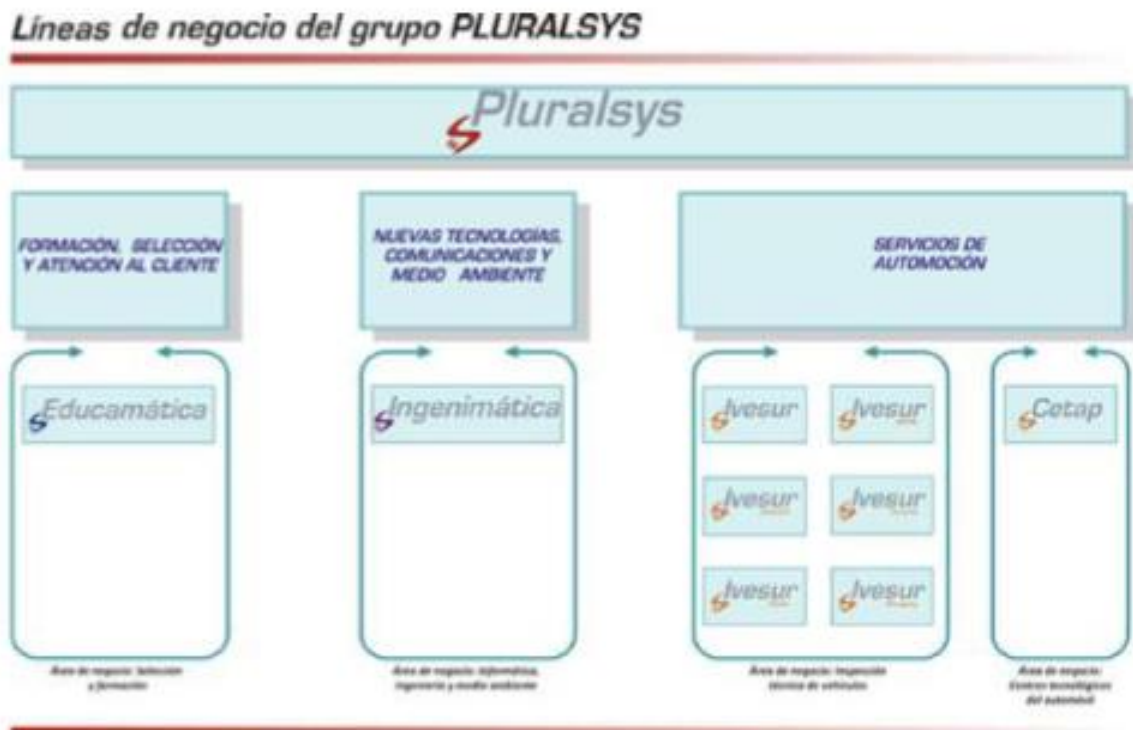 Líneas de negocio del grupo PLURALSYS
Pluralsys
FORMACIÓN, SELECCIÓN
Y ATENCIÓN AL CLIENTE
NUEVAS TECNOLOGÍAS,
COMUNICACIONES Y
MEDIO AMBIENTE
SERVICIOS DE
AUTOMOCIÓN
Educamática
Ingenimática
Ivesur
Ivesur
Cetap
Ivesur
Ivesur
Ivesur
Ivesur
Área de negocio: Selección
y formación
Área de negocio: Informática,
ingeniería y medio ambiente
Área de negocio: Inspección
técnica de vehículos
Área de negocio:
Centros tecnológicos
del automóvil